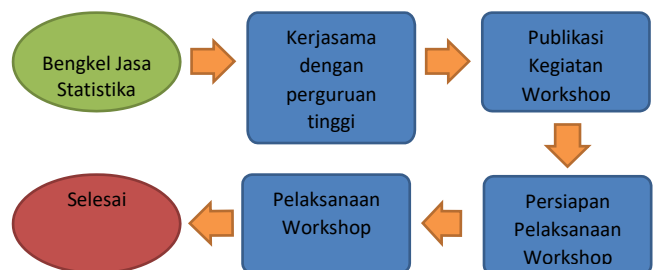 Bengkel Jasa
Statistika
Kerjasama
dengan
perguruan
tinggi
Publikasi
Kegiatan
Workshop
Persiapan
Pelaksanaan
Workshop
Pelaksanaan
Workshop
Selesai